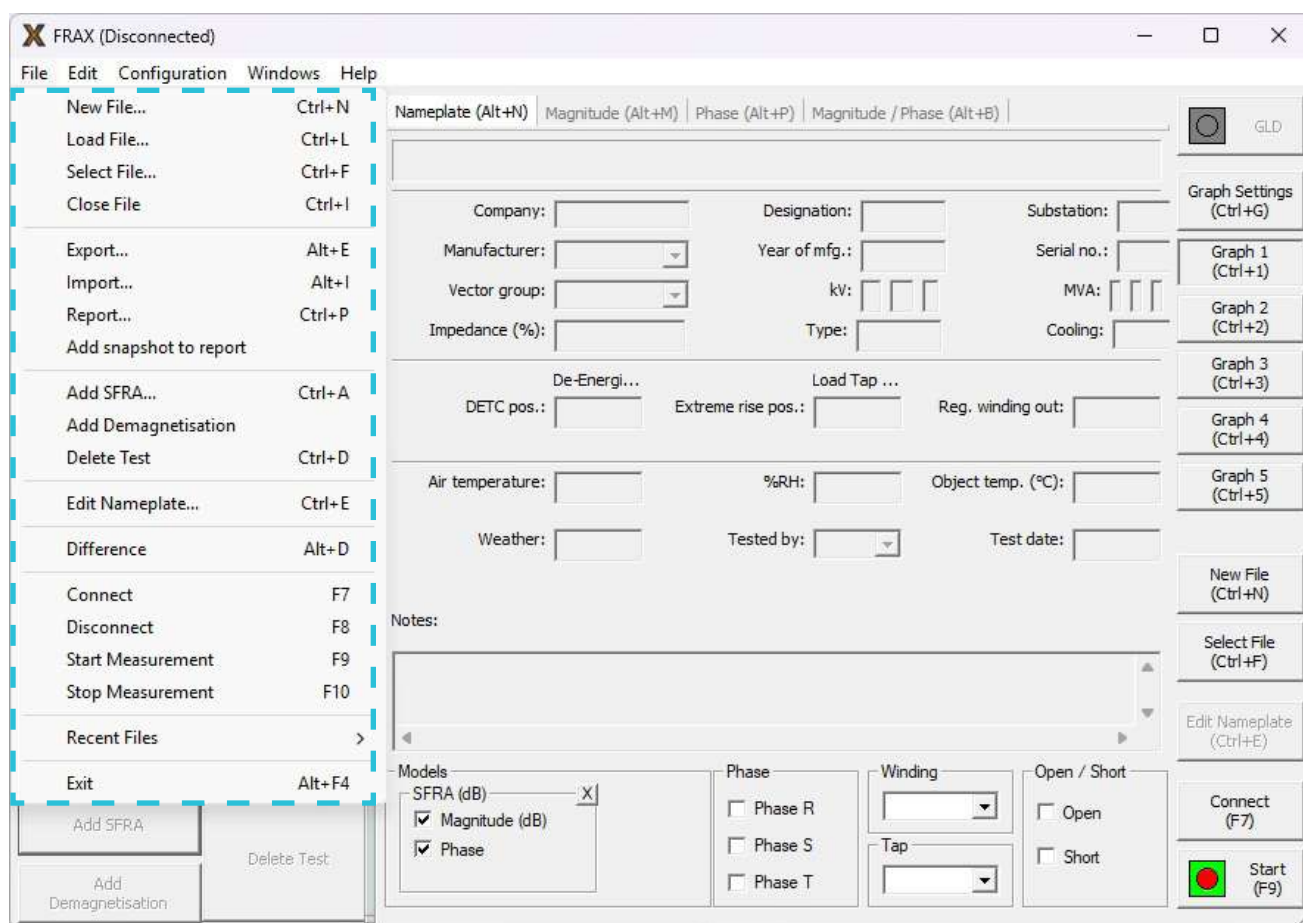 FRAX (Disconnected)
File Edit Configuration Windows Help
New File... Ctrl+N
Load File... Ctrl+L
Select File... Ctrl+F
Close File Ctrl+I
Export... Alt+E
Import... Alt+I
Report... Ctrl+P
Add snapshot to report
Add SFRA... Ctrl+A
Add Demagnetisation
Delete Test Ctrl+D
Edit Nameplate... Ctrl+E
Difference Alt+D
Connect F7
Disconnect F8
Start Measurement F9
Stop Measurement F10
Recent Files >
Exit Alt+F4
Add SFRA
Delete Test
Add
Demagnetisation
Nameplate (Alt+N) Magnitude (Alt+M) Phase (Alt+P) Magnitude / Phase (Alt+B)
Company: Designation: Substation:
Manufacturer: Year of mfg.: Serial no.:
Vector group: kV: MVA:
Impedance (%): Type: Cooling:
De-Energi... Load Tap ...
DETC pos.: Extreme rise pos.: Reg. winding out:
Air temperature: %RH: Object temp. (°C):
Weather: Tested by: Test date:
Notes:
Models Phase Winding Open / Short
SFRA (dB) X
Magnitude (dB) Phase R Open
Phase Phase S Tap Short
Phase T
GLD
Graph Settings
(Ctrl+G)
Graph 1
(Ctrl+1)
Graph 2
(Ctrl+2)
Graph 3
(Ctrl+3)
Graph 4
(Ctrl+4)
Graph 5
(Ctrl+5)
New File
(Ctrl+N)
Select File
(Ctrl+F)
Edit Nameplate
(Ctrl+E)
Connect
(F7)
Start
(F9)